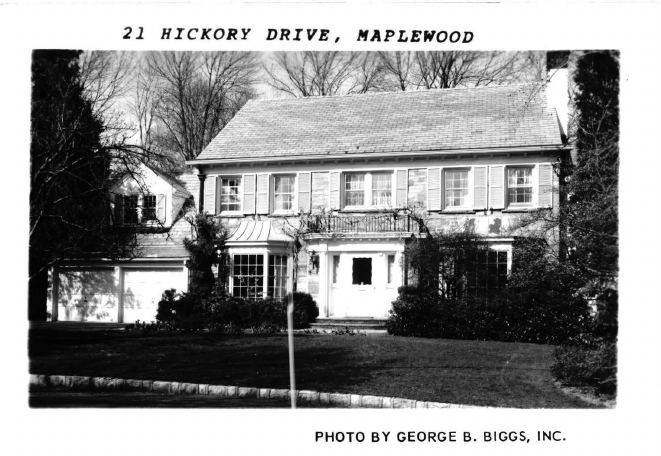 21 HICKORY DRIVE, MAPLEWOOD
PHOTO BY GEORGE B. BIGGS, INC.